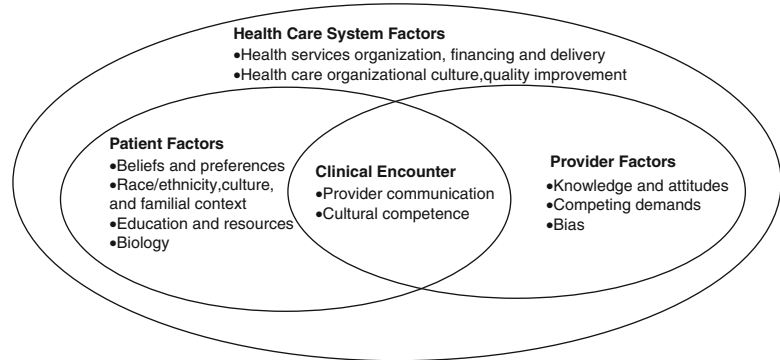 Health Care System Factors
•Health services organization, financing and delivery
•Health care organizational culture,quality improvement
Patient Factors
•Beliefs and preferences
•Race/ethnicity,culture,
and familial context
•Education and resources
•Biology
Clinical Encounter
•Provider communication
•Cultural competence
Provider Factors
•Knowledge and attitudes
•Competing demands
•Bias